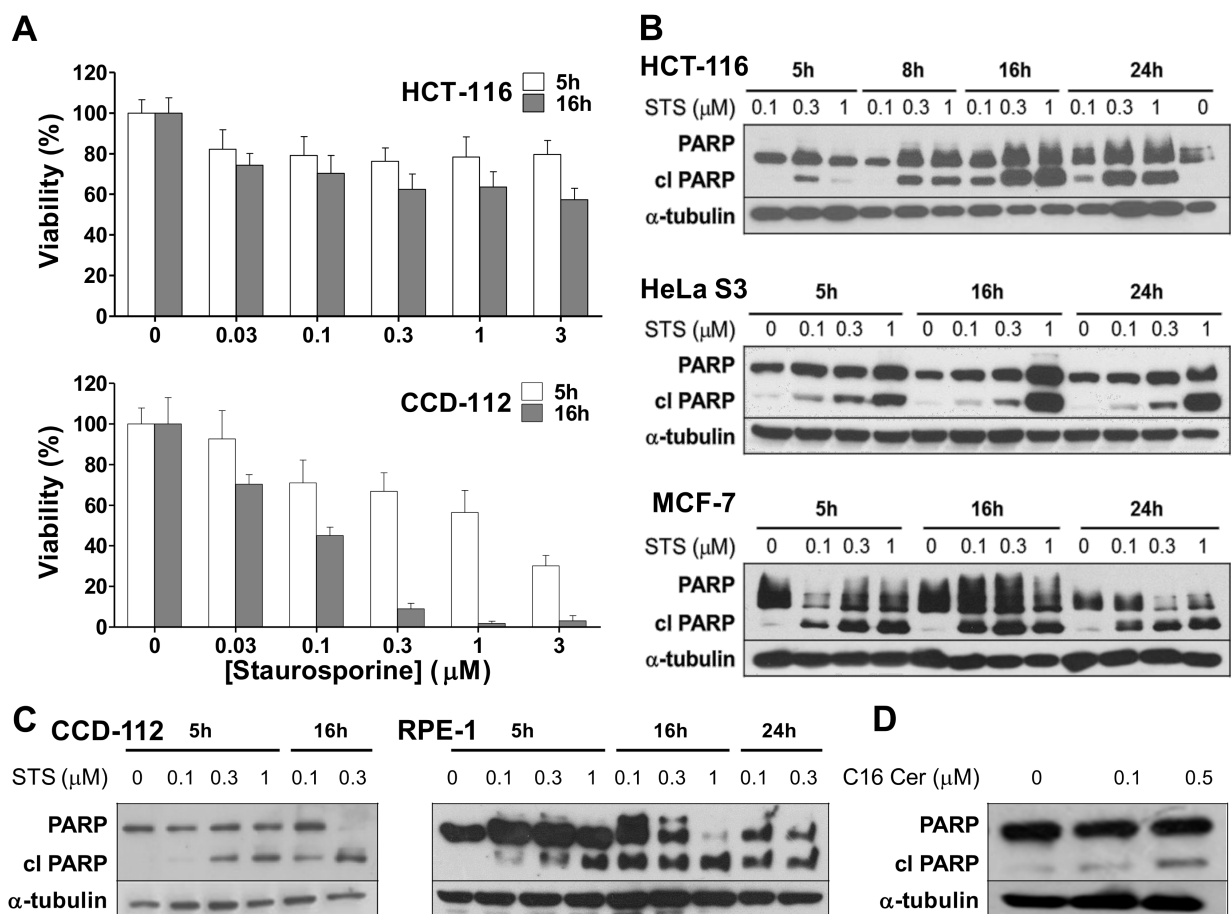 A
120
100
80
60
40
20
0
Viability (%)
HCT-116
5h
16h
0 0.03 0.1 0.3 1 3
120
100
80
60
40
20
0
Viability (%)
CCD-112
5h
16h
0 0.03 0.1 0.3 1 3
[Staurosporine] (μM)
B
HCT-116
5h 8h 16h 24h
STS (μM) 0.1 0.3 1 0.1 0.3 1 0.1 0.3 1 0.1 0.3 1 0
PARP
cl PARP
α-tubulin
HeLa S3
5h 16h 24h
STS (μM) 0 0.1 0.3 1 0 0.1 0.3 1 0 0.1 0.3 1
PARP
cl PARP
α-tubulin
MCF-7
5h 16h 24h
STS (μM) 0 0.1 0.3 1 0 0.1 0.3 1 0 0.1 0.3 1
PARP
cl PARP
α-tubulin
C
CCD-112 5h 16h
STS (μM) 0 0.1 0.3 1 0.1 0.3
PARP
cl PARP
α-tubulin
RPE-1 5h 16h 24h
0 0.1 0.3 1 0.1 0.3 1 0.1 0.3
D
C16 Cer (μM) 0 0.1 0.5
PARP
cl PARP
α-tubulin